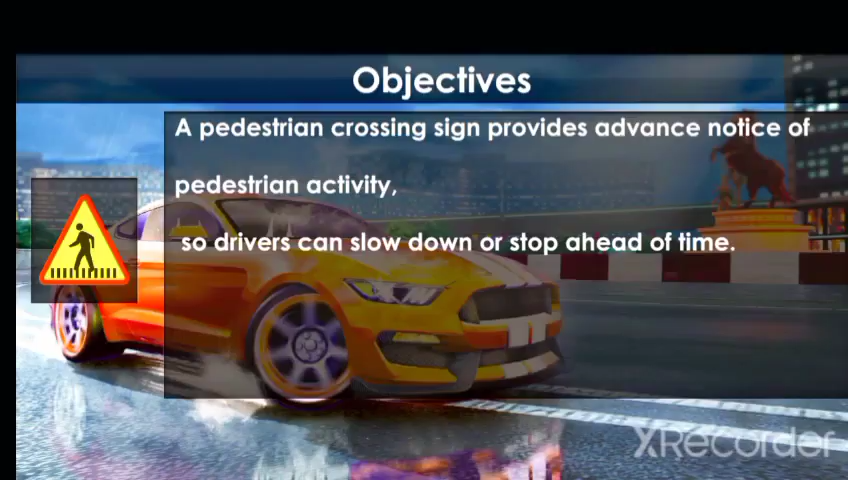 Objectives
A pedestrian crossing sign provides advance notice of
pedestrian activity,
so drivers can slow down or stop ahead of time.
XRecorder